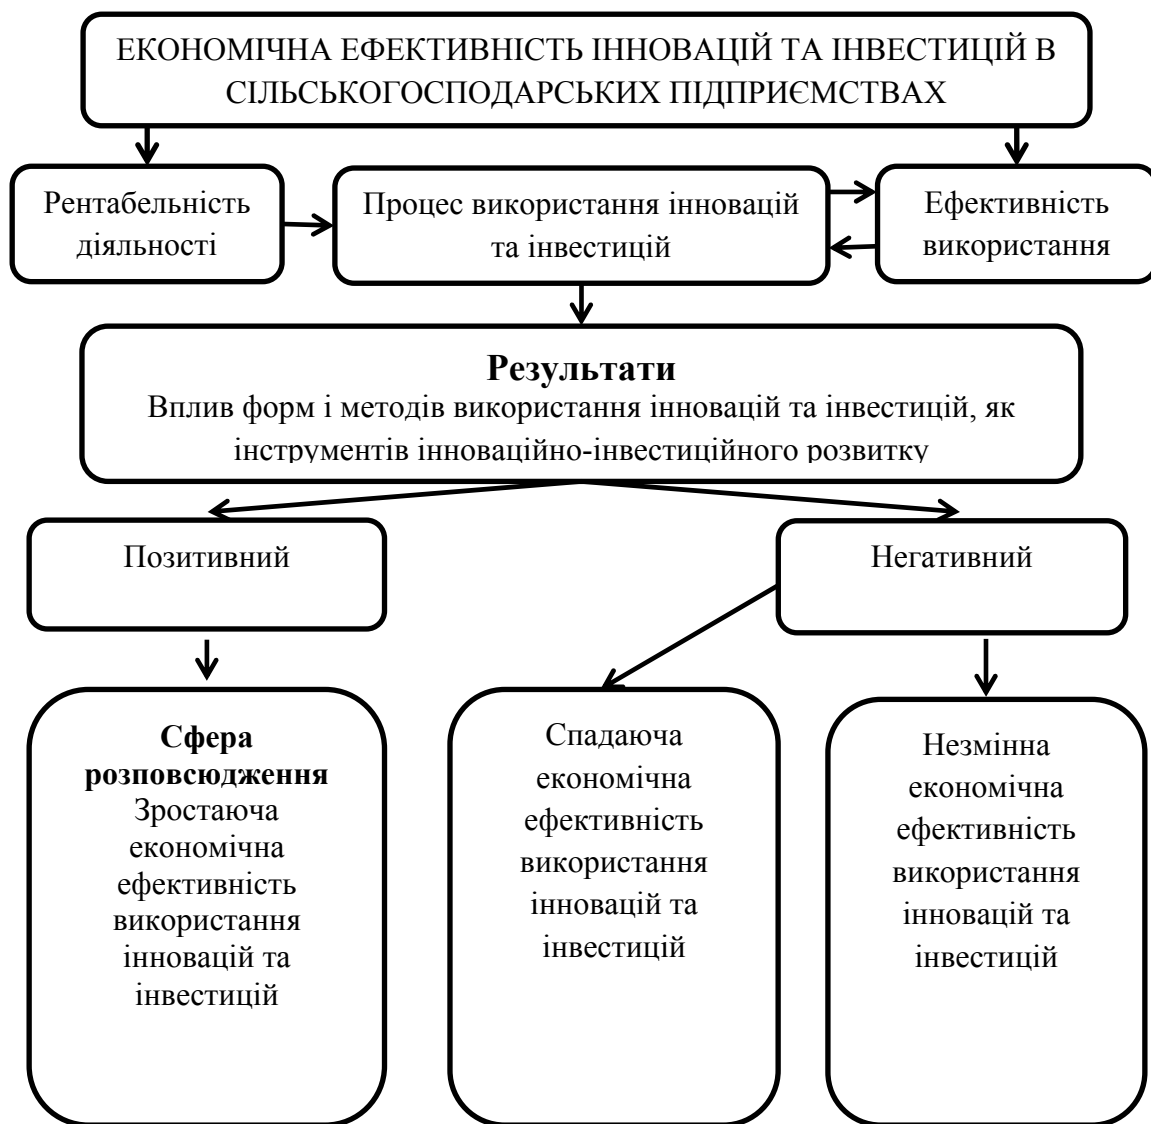 ЕКОНОМІЧНА ЕФЕКТИВНІСТЬ ІННОВАЦІЙ ТА ІНВЕСТИЦІЙ В
СІЛЬСЬКОГОСПОДАРСЬКИХ ПІДПРИЄМСТВАХ
Рентабельність
діяльності
Процес використання інновацій
та інвестицій
Ефективність
використання
Результати
Вплив форм і методів використання інновацій та інвестицій, як
інструментів інноваційно-інвестиційного розвитку
Позитивний
Негативний
Сфера
розповсюдження
Зростаюча
економічна
ефективність
використання
інновацій та
інвестицій
Спадаюча
економічна
ефективність
використання
інновацій та
інвестицій
Незмінна
економічна
ефективність
використання
інновацій та
інвестицій